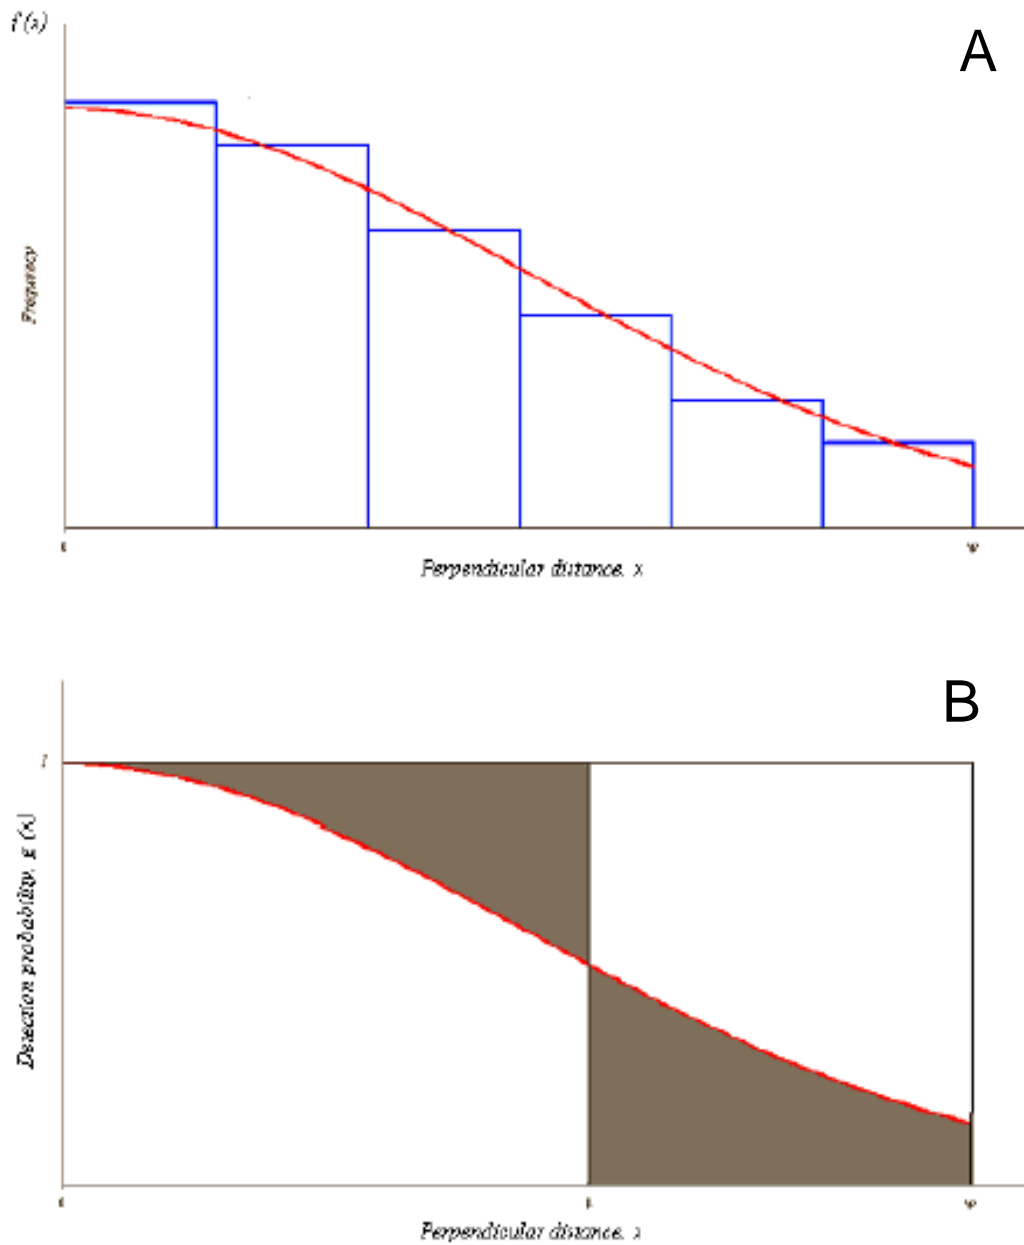 f(x)
A
Frequency
w
Perpendicular distance, x
B
1
Detection probability, g (x)
w
Perpendicular distance, x